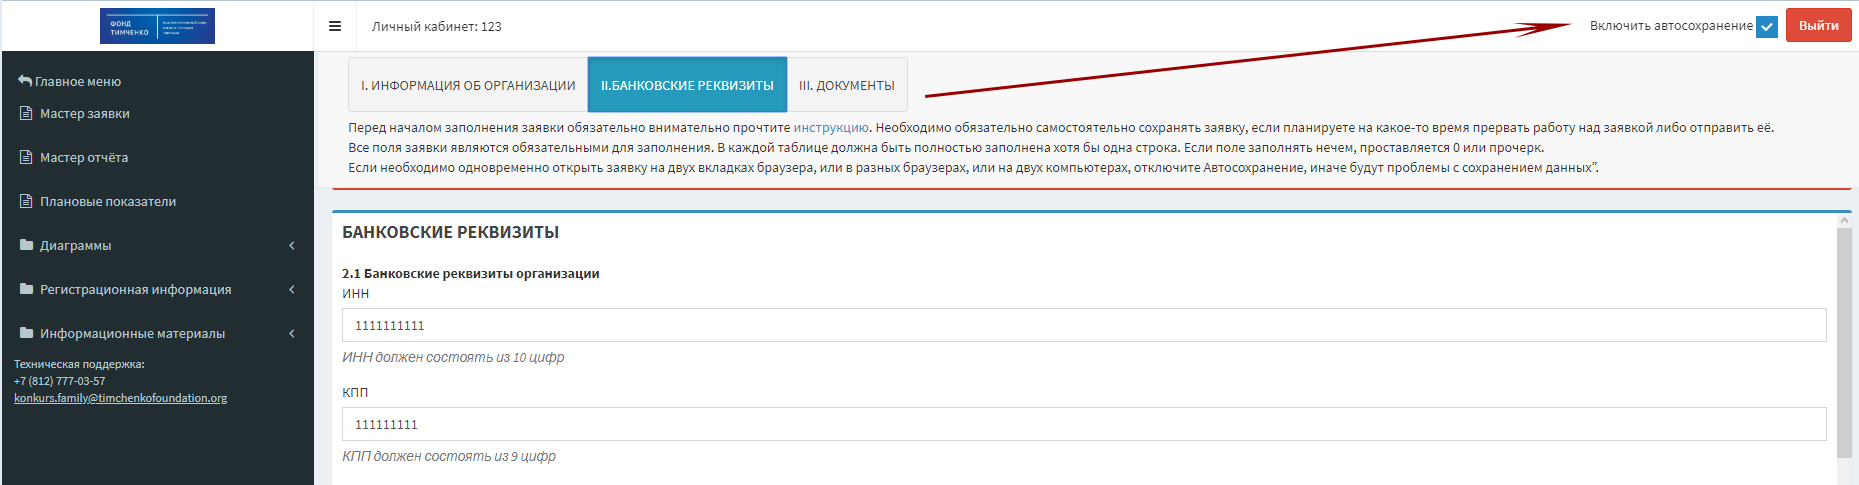 ФОНД
ТИМЧЕНКО
Личный кабинет: 123
Включить автосохранение
Выйти
Главное меню
Мастер заявки
Мастер отчёта
Плановые показатели
Диаграммы
Регистрационная информация
Информационные материалы
Техническая поддержка:
+7 (812) 777-03-57
konkurs.family@timchenkofoundation.org
I. ИНФОРМАЦИЯ ОБ ОРГАНИЗАЦИИ
II.БАНКОВСКИЕ РЕКВИЗИТЫ
III. ДОКУМЕНТЫ
Перед началом заполнения заявки обязательно внимательно прочтите инструкцию. Необходимо обязательно самостоятельно сохранять заявку, если планируете на какое-то время прервать работу над заявкой либо отправить её.
Все поля заявки являются обязательными для заполнения. В каждой таблице должна быть полностью заполнена хотя бы одна строка. Если поле заполнять нечем, проставляется 0 или прочерк.
Если необходимо одновременно открыть заявку на двух вкладках браузера, или в разных браузерах, или на двух компьютерах, отключите Автосохранение, иначе будут проблемы с сохранением данных”.
БАНКОВСКИЕ РЕКВИЗИТЫ
2.1 Банковские реквизиты организации
ИНН
1111111111
ИНН должен состоять из 10 цифр
КПП
111111111
КПП должен состоять из 9 цифр